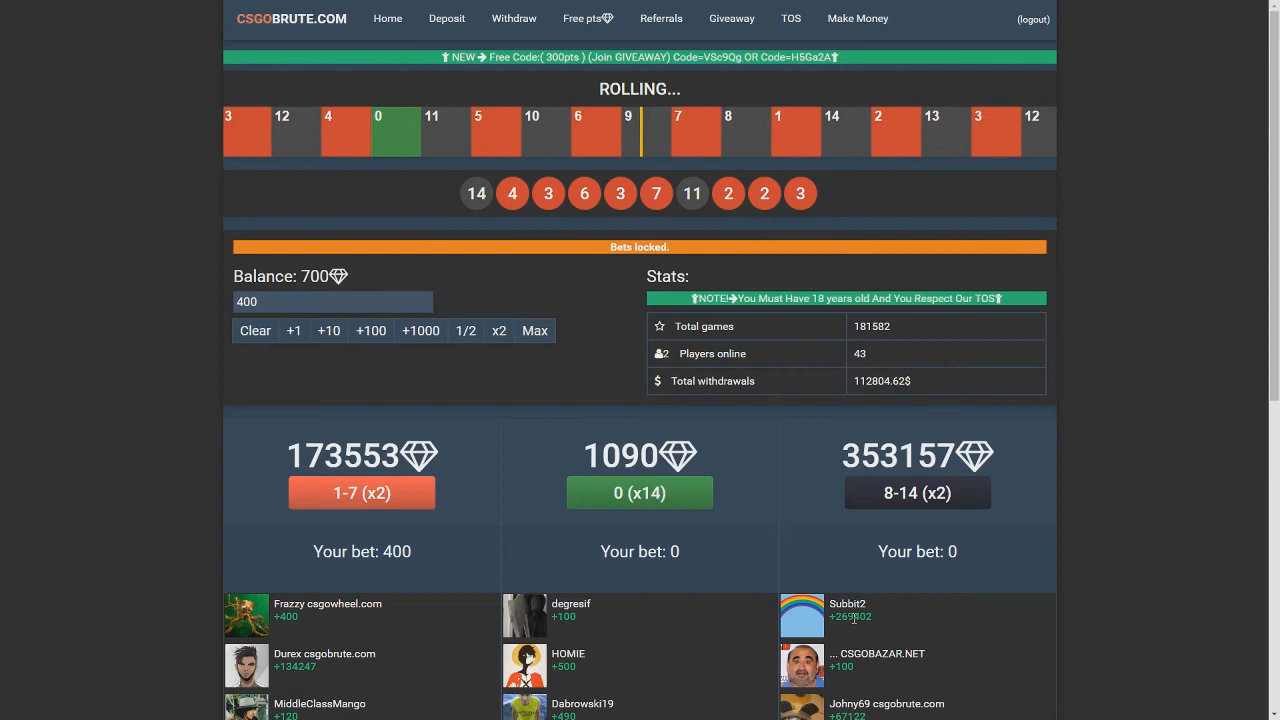 CSGOBRUTE.COM Home Deposit Withdraw Free pts Referrals Giveaway TOS Make Money (logout)
NEW Free Code:( 300pts ) (Join GIVEAWAY) Code=VSc9Qg OR Code=H5Ga2A
ROLLING...
3 12 4 0 11 5 10 6 9 7 8 1 14 2 13 3 12
14 4 3 6 3 7 11 2 2 3
Bets locked.
Balance: 700
400
Clear +1 +10 +100 +1000 1/2 x2 Max
Stats:
NOTE! You Must Have 18 years old And You Respect Our TOS
Total games 181582
2 Players online 43
Total withdrawals 112804.62$
173553 1090 353157
1-7 (x2) 0 (x14) 8-14 (x2)
Your bet: 400 Your bet: 0 Your bet: 0
Frazzy csgowheel.com
+400
degresif
+100
Subbit2
Durex csgobrute.com
+134247
HOMIE
+500
... CSGOBAZAR.NET
+100
MiddleClassMango
+120
Dabrowski19
+490
Johny69 csgobrute.com
+67122